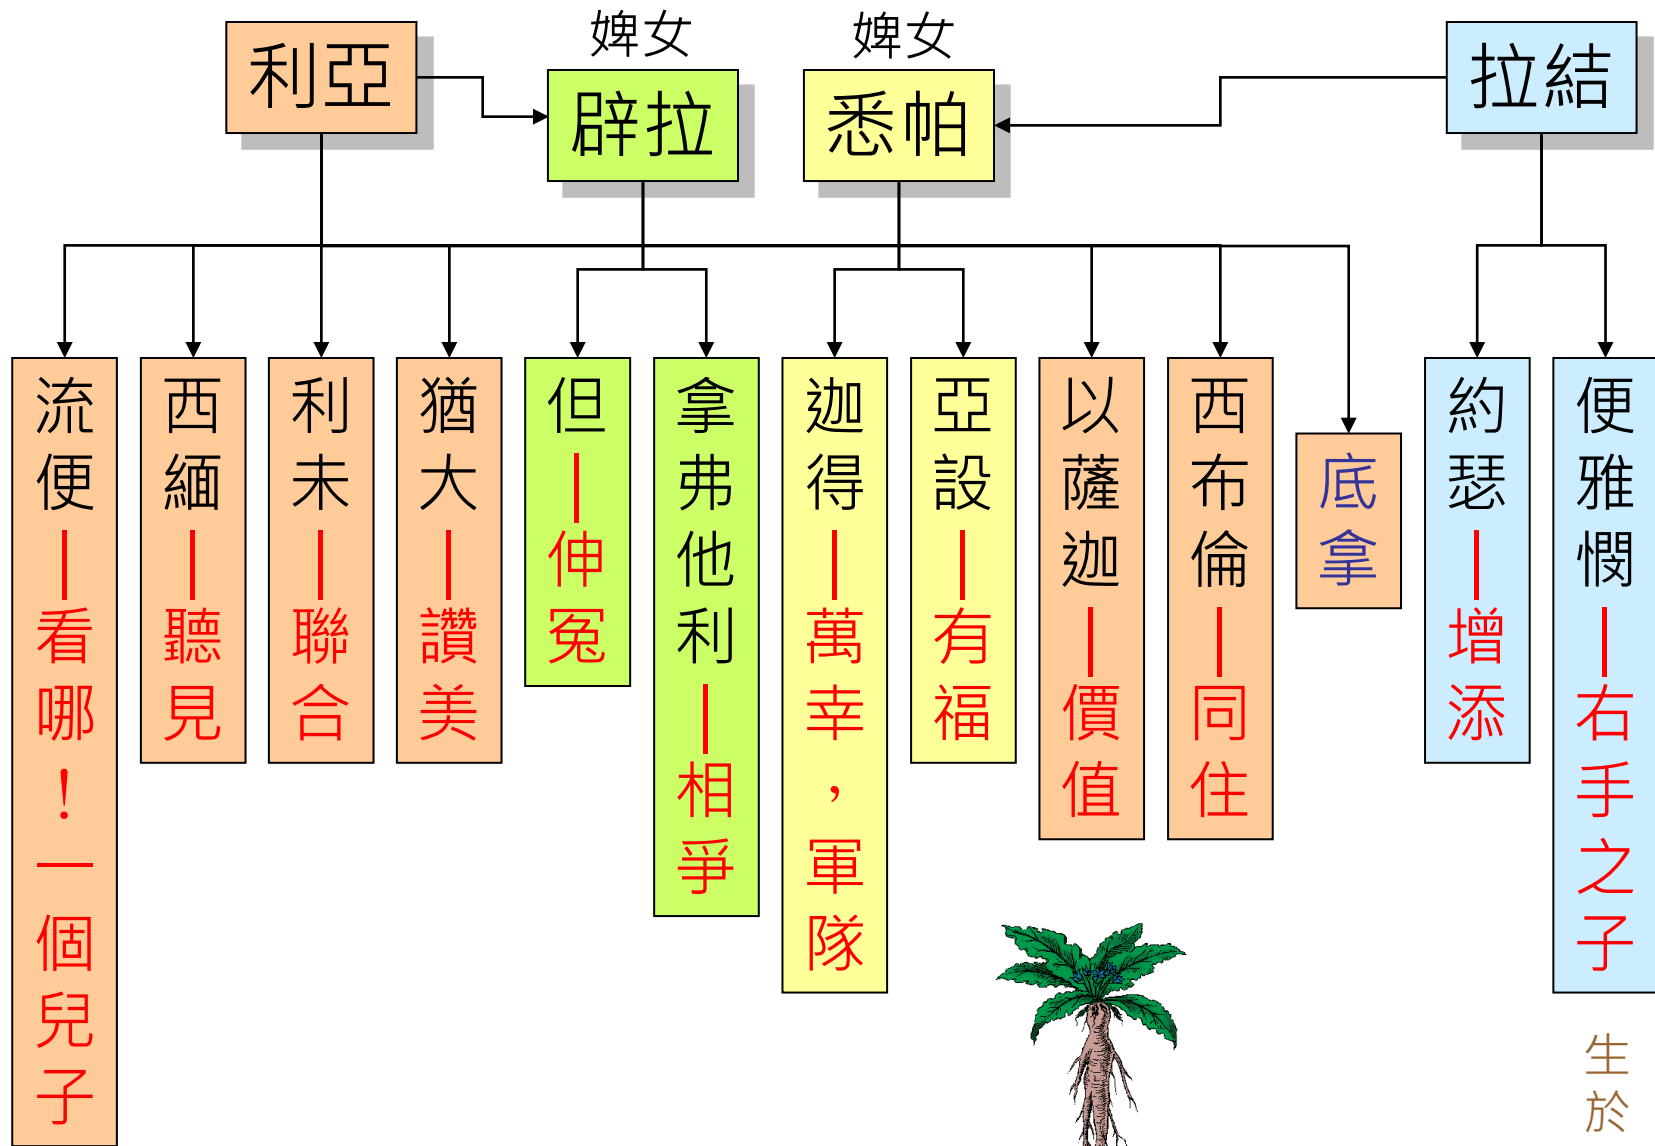 利亞
婢女
辟拉
婢女
悉帕
拉結
流便—看哪！一個兒子
西緬—聽見
利未—聯合
猶大—讚美
但—伸冤
拿弗他利—相爭
迦得—萬幸，軍隊
亞設—有福
以薩迦—價值
西布倫—同住
底拿
約瑟—增添
便雅憫—右手之子
生於